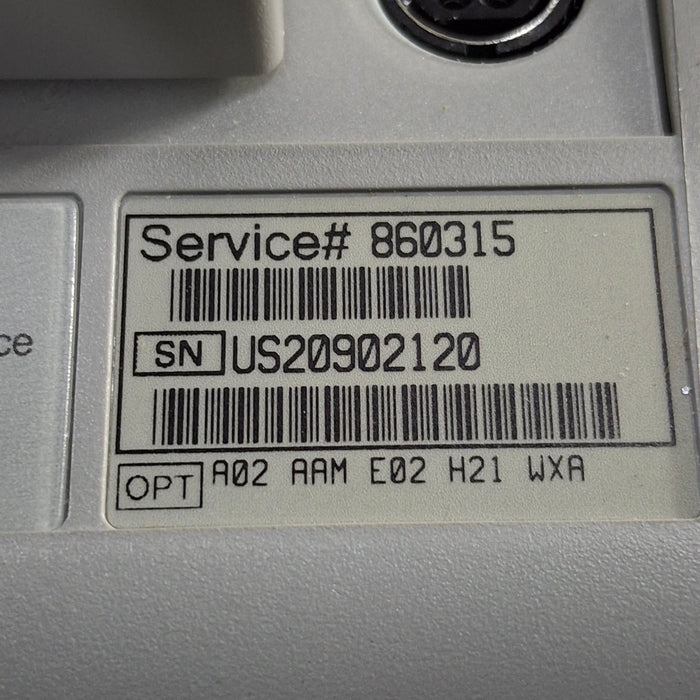 Service# 860315
ce
SN US20902120
OPT A02 AAM E02 H21 WXA